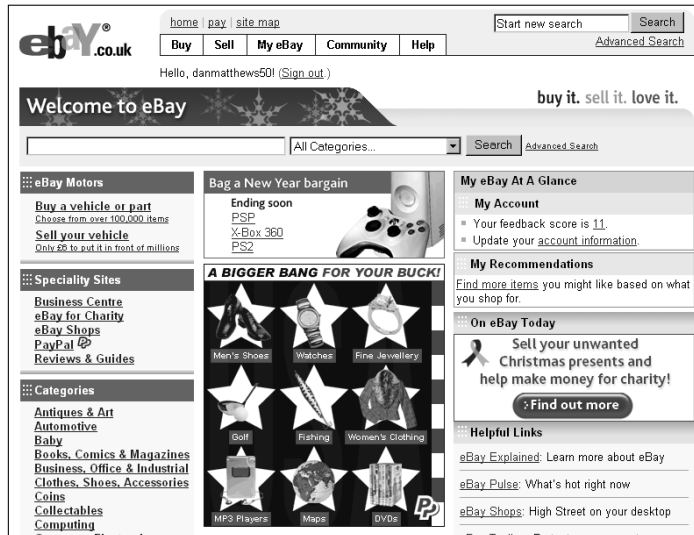 ebay®.co.uk
home | pay | site map
Start new search Search
Buy Sell My eBay Community Help
Advanced Search
Hello, danmatthews50! (Sign out.)
Welcome to eBay
buy it. sell it. love it.
All Categories... Search Advanced Search
eBay Motors
Buy a vehicle or part
Choose from over 100,000 items
Sell your vehicle
Only £6 to put it in front of millions
Speciality Sites
Business Centre
eBay for Charity
eBay Shops
PayPal
Reviews & Guides
Categories
Antiques & Art
Automotive
Baby
Books, Comics & Magazines
Business, Office & Industrial
Clothes, Shoes, Accessories
Coins
Collectables
Computing
Bag a New Year bargain
Ending soon
PSP
X-Box 360
PS2
A BIGGER BANG FOR YOUR BUCK!
Men's Shoes Watches Fine Jewellery
Golf Fishing Women's Clothing
MP3 Players Maps DVDs
My eBay At A Glance
My Account
Your feedback score is 11.
Update your account information.
My Recommendations
Find more items you might like based on what
you shop for.
On eBay Today
Sell your unwanted
Christmas presents and
help make money for charity!
Find out more
Helpful Links
eBay Explained: Learn more about eBay
eBay Pulse: What's hot right now
eBay Shops: High Street on your desktop